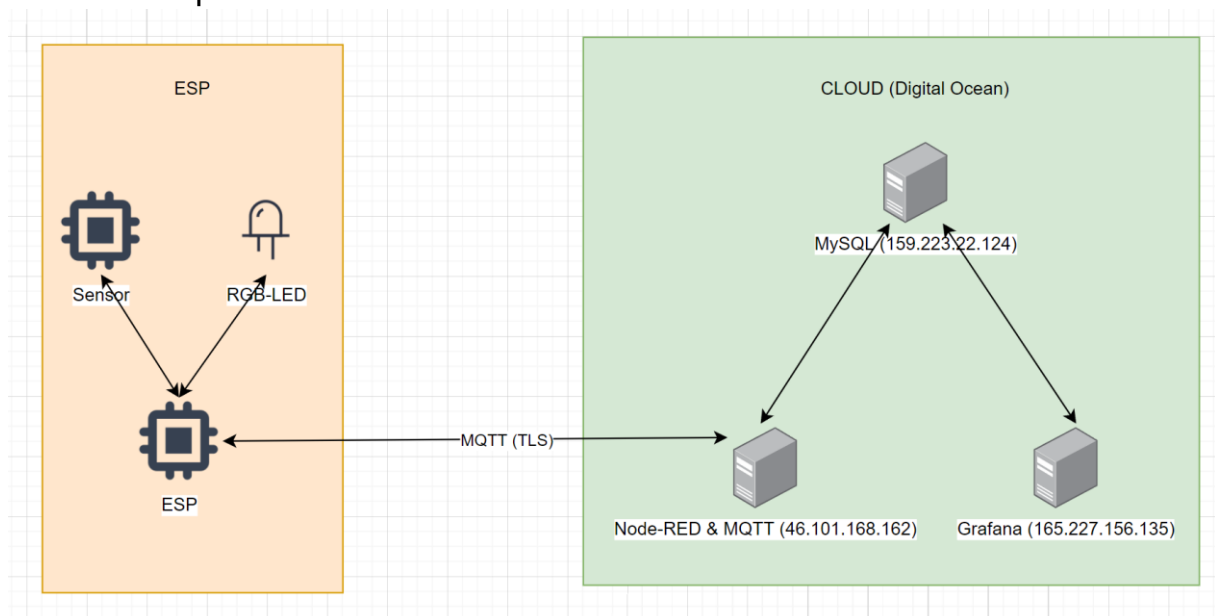 ESP
CLOUD (Digital Ocean)
MySQL (159.223.22.124)
Sensor
RGB-LED
MQTT (TLS)
ESP
Node-RED & MQTT (46.101.168.162)
Grafana (165.227.156.135)